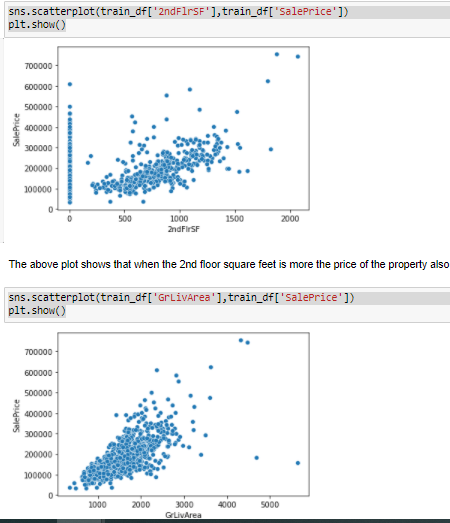 sns.scatterplot(train_df['2ndFlrSF'],train_df['SalePrice'])
plt.show()
700000
600000
500000
400000
300000
200000
100000
0
SalePrice
0 500 1000 1500 2000
2ndFlrSF
The above plot shows that when the 2nd floor square feet is more the price of the property also
sns.scatterplot(train_df['GrLivArea'],train_df['SalePrice'])
plt.show()
700000
600000
500000
400000
300000
200000
100000
0
SalePrice
1000 2000 3000 4000 5000
GrLivArea